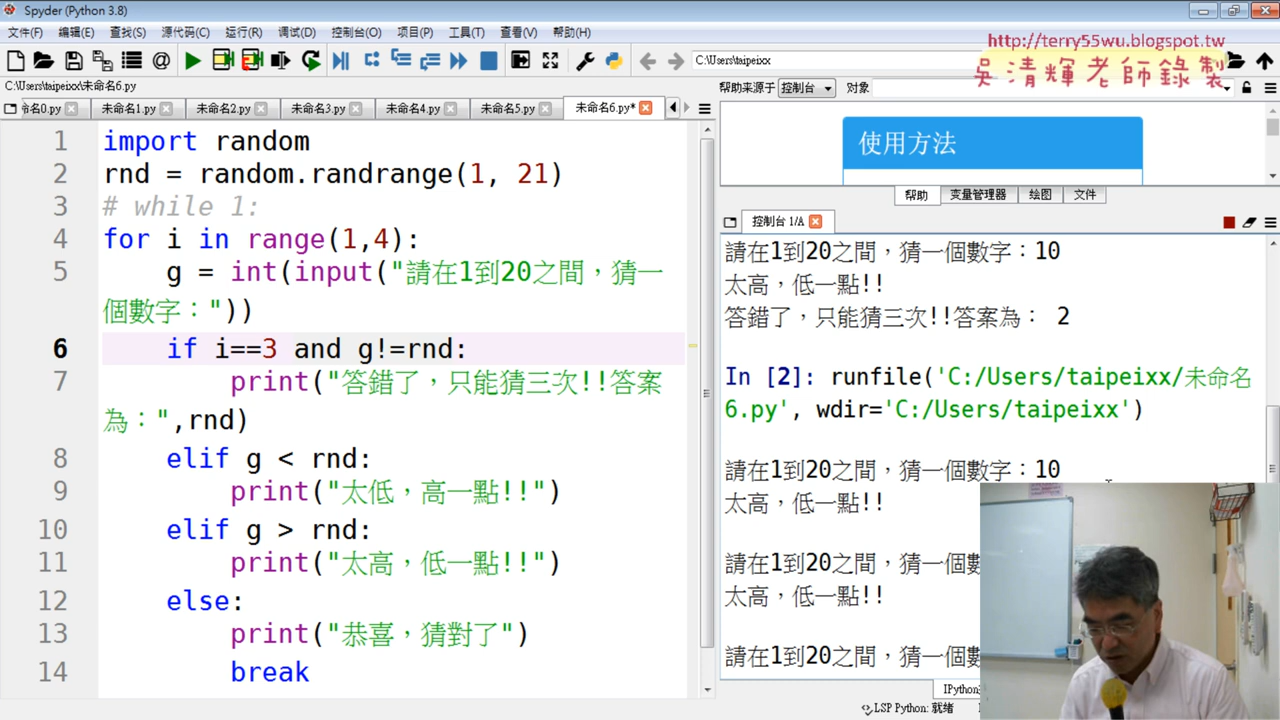 Spyder (Python 3.8)
文件(F) 编辑(E) 查找(S) 源代码(C) 运行(R) 调试(D) 控制台(O) 项目(P) 工具(T) 查看(V) 帮助(H)
http://terry55wu.blogspot.tw
吳清輝老師錄製
C:\Users\taipeixx
C:\Users\taipeixx\未命名6.py
名0.py 未命名1.py 未命名2.py 未命名3.py 未命名4.py 未命名5.py 未命名6.py*
帮助来源于 控制台 对象
使用方法
帮助 变量管理器 绘图 文件
控制台 1/A
1 import random
2 rnd = random.randrange(1, 21)
3 # while 1:
4 for i in range(1,4):
5 g = int(input("請在1到20之間，猜一
個數字："))
6 if i==3 and g!=rnd:
7 print("答錯了，只能猜三次!!答案
為：",rnd)
8 elif g < rnd:
9 print("太低，高一點!!")
10 elif g > rnd:
11 print("太高，低一點!!")
12 else:
13 print("恭喜，猜對了")
14 break
請在1到20之間，猜一個數字：10
太高，低一點!!
答錯了，只能猜三次!!答案為： 2
In [2]: runfile('C:/Users/taipeixx/未命名
6.py', wdir='C:/Users/taipeixx')
請在1到20之間，猜一個數字：10
太高，低一點!!
請在1到20之間，猜一個數
太高，低一點!!
請在1到20之間，猜一個數
IPython
LSP Python: 就绪